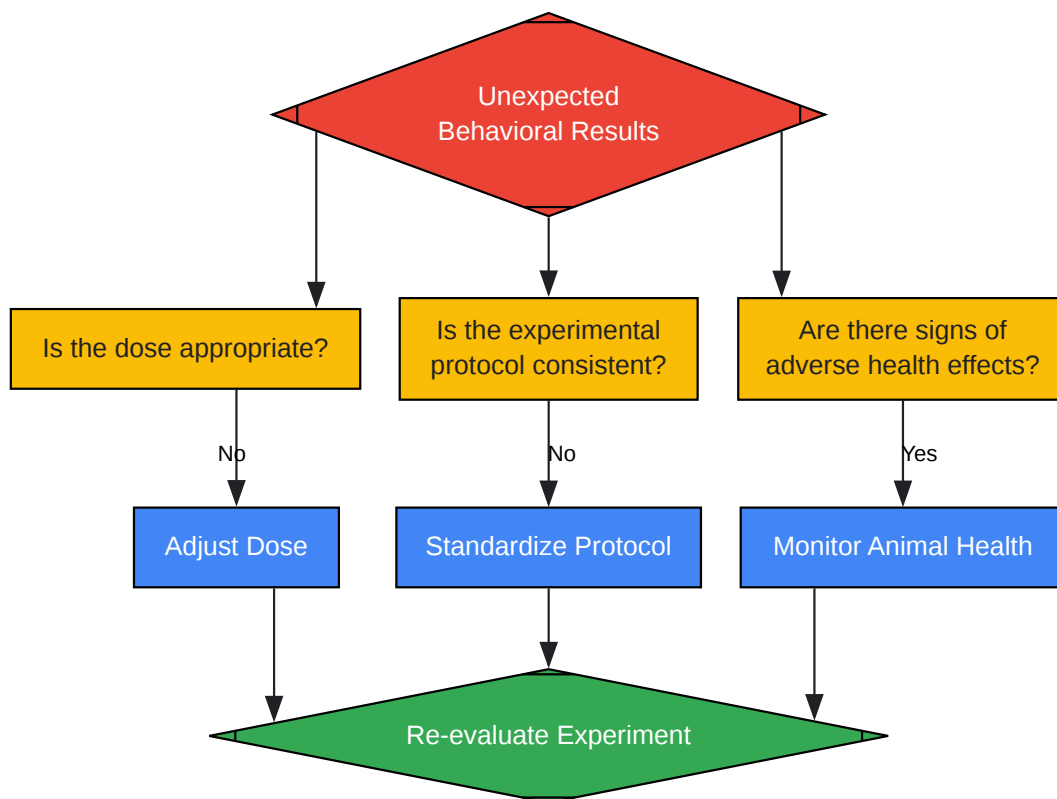 Unexpected
Behavioral Results
Is the dose appropriate?
Is the experimental
protocol consistent?
Are there signs of
adverse health effects?
No
No
Yes
Adjust Dose
Standardize Protocol
Monitor Animal Health
Re-evaluate Experiment